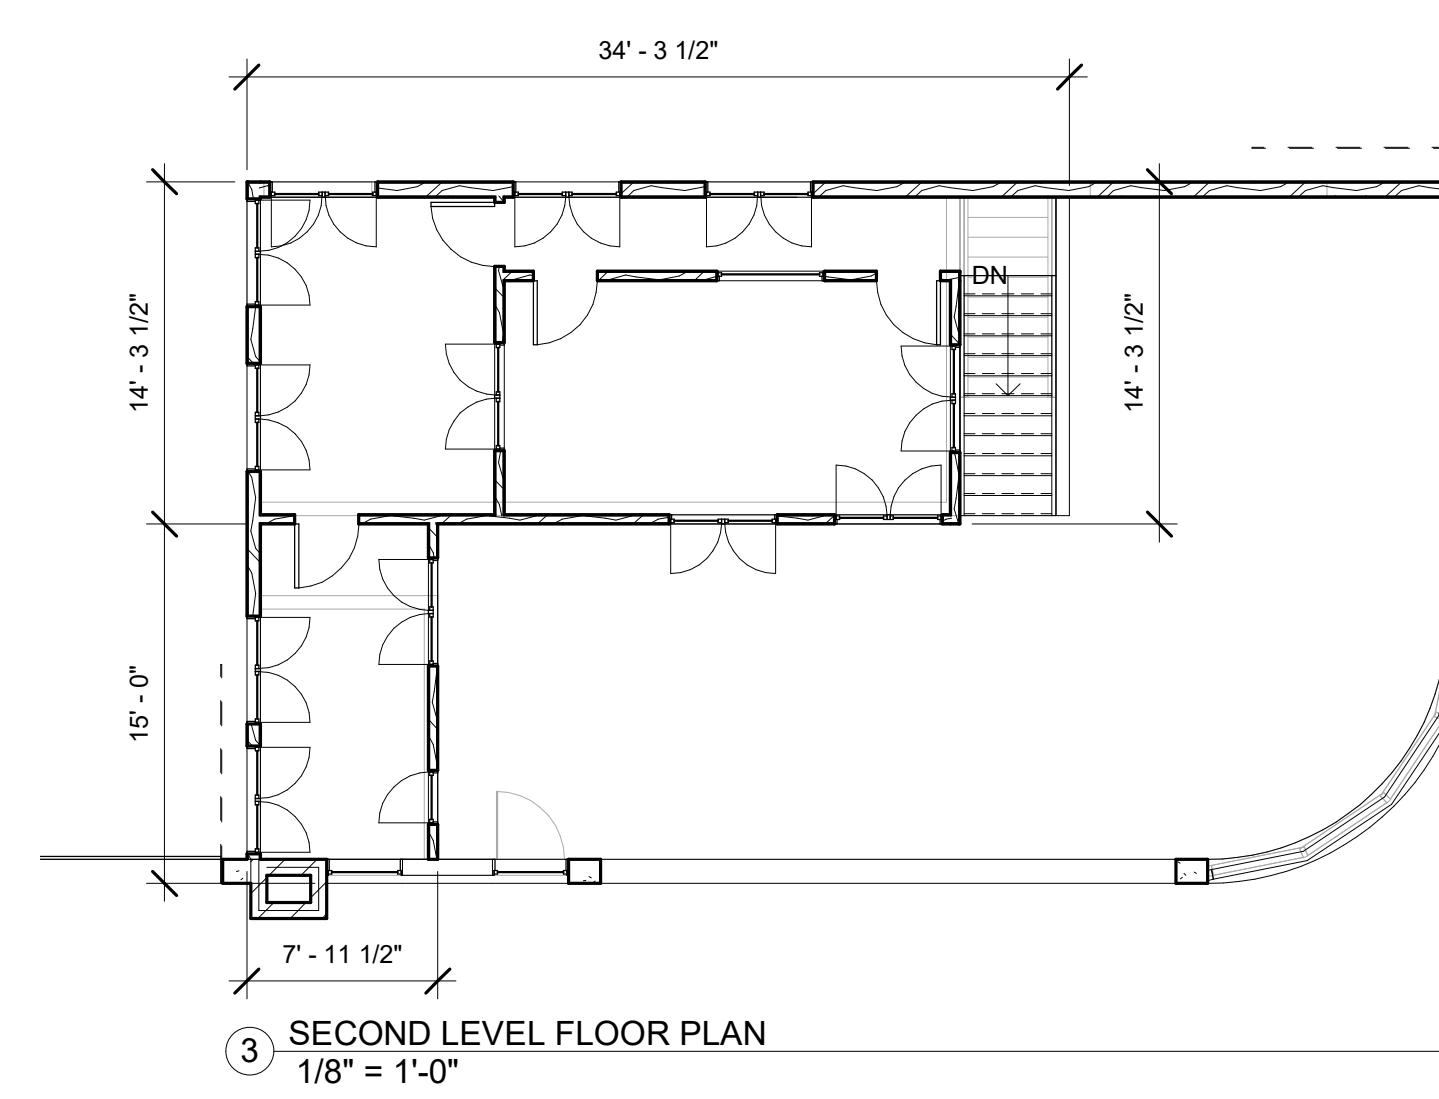 34' - 3 1/2"
DN
14' - 3 1/2"
14' - 3 1/2"
15' - 0"
7' - 11 1/2"
3
SECOND LEVEL FLOOR PLAN
1/8" = 1'-0"